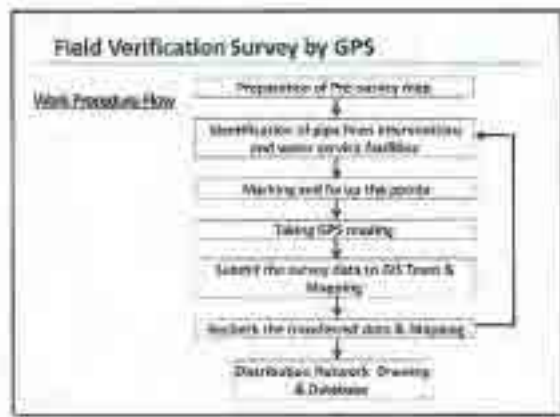 Field Verification Survey by GPS
Work Procedure Flow
Preparation of Pre-survey map
Identification of pipe lines interventions
and water service facilities
Marking and fix up the points
Taking GPS reading
Submit the survey data to GIS Team &
Mapping
Recheck the transferred data & Mapping
Distribution Network Drawing
& Database